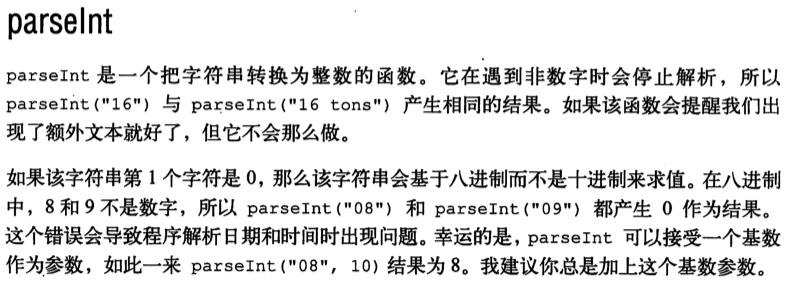 parseInt
parseInt 是一个把字符串转换为整数的函数。它在遇到非数字时会停止解析，所以
parseInt("16") 与 parseInt("16 tons") 产生相同的结果。如果该函数会提醒我们出
现了额外文本就好了，但它不会那么做。
如果该字符串第 1 个字符是 0，那么该字符串会基于八进制而不是十进制来求值。在八进制
中，8 和 9 不是数字，所以 parseInt("08") 和 parseInt("09") 都产生 0 作为结果。
这个错误会导致程序解析日期和时间时出现问题。幸运的是，parseInt 可以接受一个基数
作为参数，如此一来 parseInt("08", 10) 结果为 8。我建议你总是加上这个基数参数。